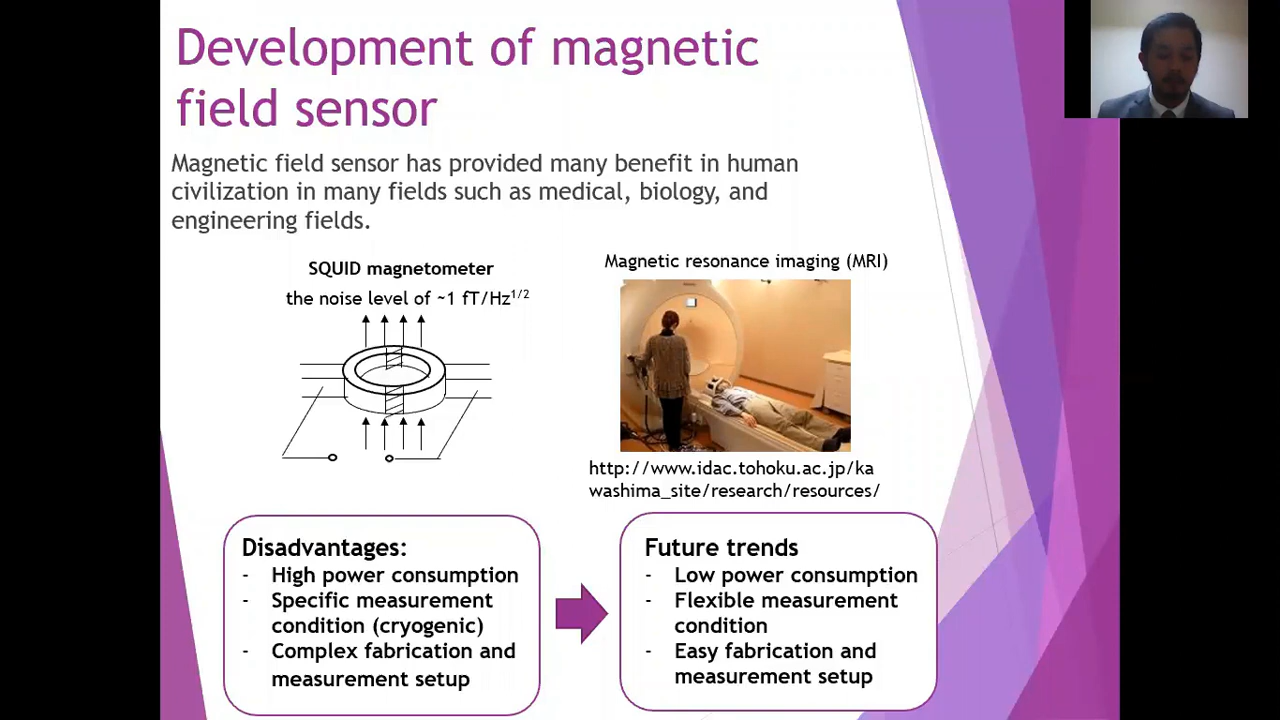 Development of magnetic
field sensor
Magnetic field sensor has provided many benefit in human
civilization in many fields such as medical, biology, and
engineering fields.
SQUID magnetometer
the noise level of ~1 fT/Hz1/2
Magnetic resonance imaging (MRI)
http://www.idac.tohoku.ac.jp/ka
washima_site/research/resources/
Disadvantages:
- High power consumption
- Specific measurement
condition (cryogenic)
- Complex fabrication and
measurement setup
Future trends
- Low power consumption
- Flexible measurement
condition
- Easy fabrication and
measurement setup